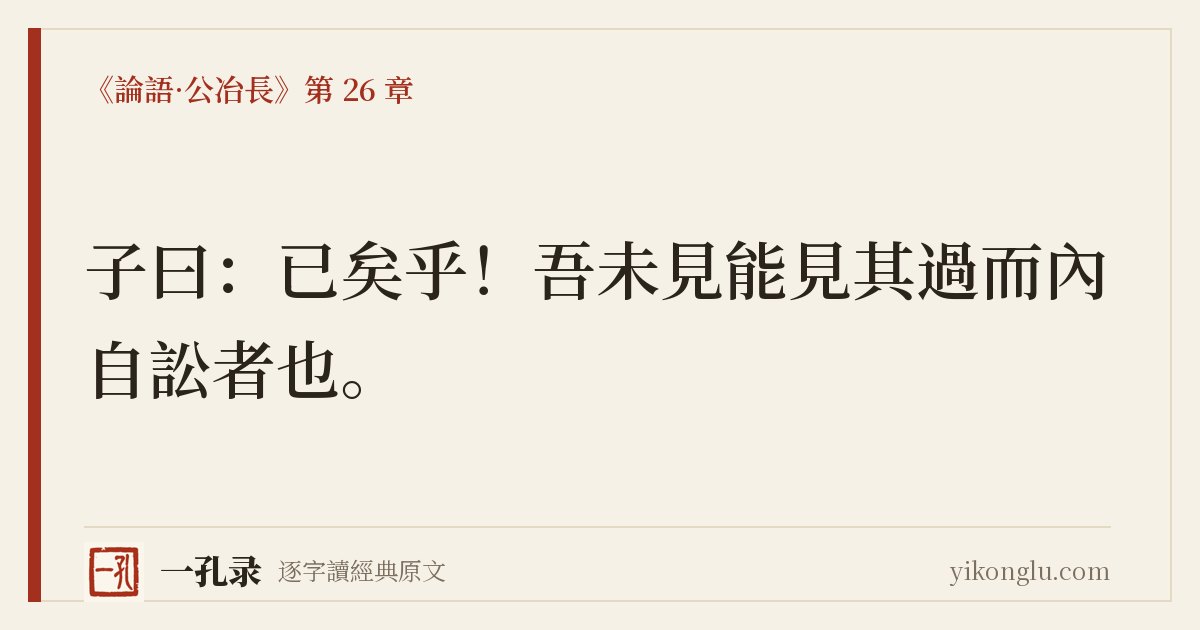 《論語·公冶長》第 26 章
子曰：已矣乎！吾未見能見其過而內
自訟者也。
一孔
一孔录 逐字讀經典原文 yikonglu.com